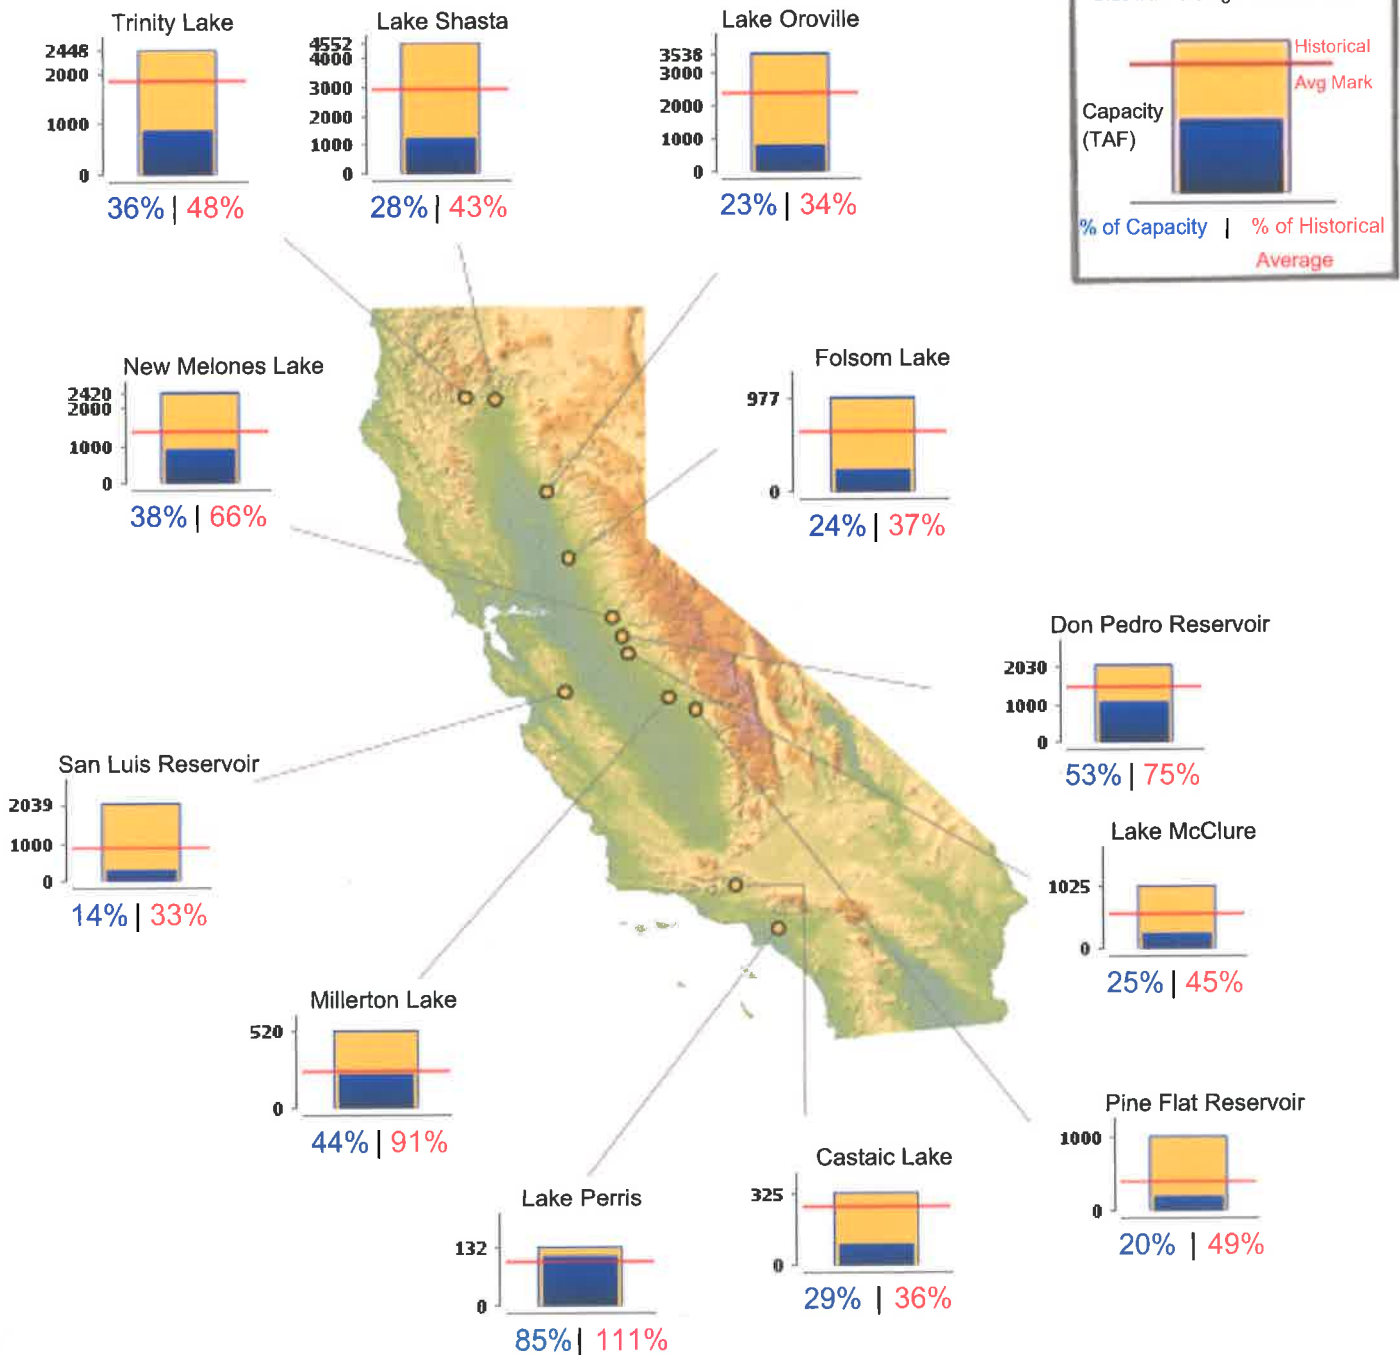 Trinity Lake
2448
2000
1000
0
36% | 48%
Lake Shasta
4552
4000
3000
2000
1000
0
28% | 43%
Lake Oroville
3538
3000
2000
1000
0
23% | 34%
Historical
Avg Mark
Capacity
(TAF)
% of Capacity | % of Historical
Average
New Melones Lake
2420
2000
1000
0
38% | 66%
Folsom Lake
977
0
24% | 37%
Don Pedro Reservoir
2030
1000
0
53% | 75%
San Luis Reservoir
2039
1000
0
14% | 33%
Lake McClure
1025
0
25% | 45%
Millerton Lake
520
0
44% | 91%
Pine Flat Reservoir
1000
0
20% | 49%
Castaic Lake
325
0
29% | 36%
Lake Perris
132
0
85% | 111%